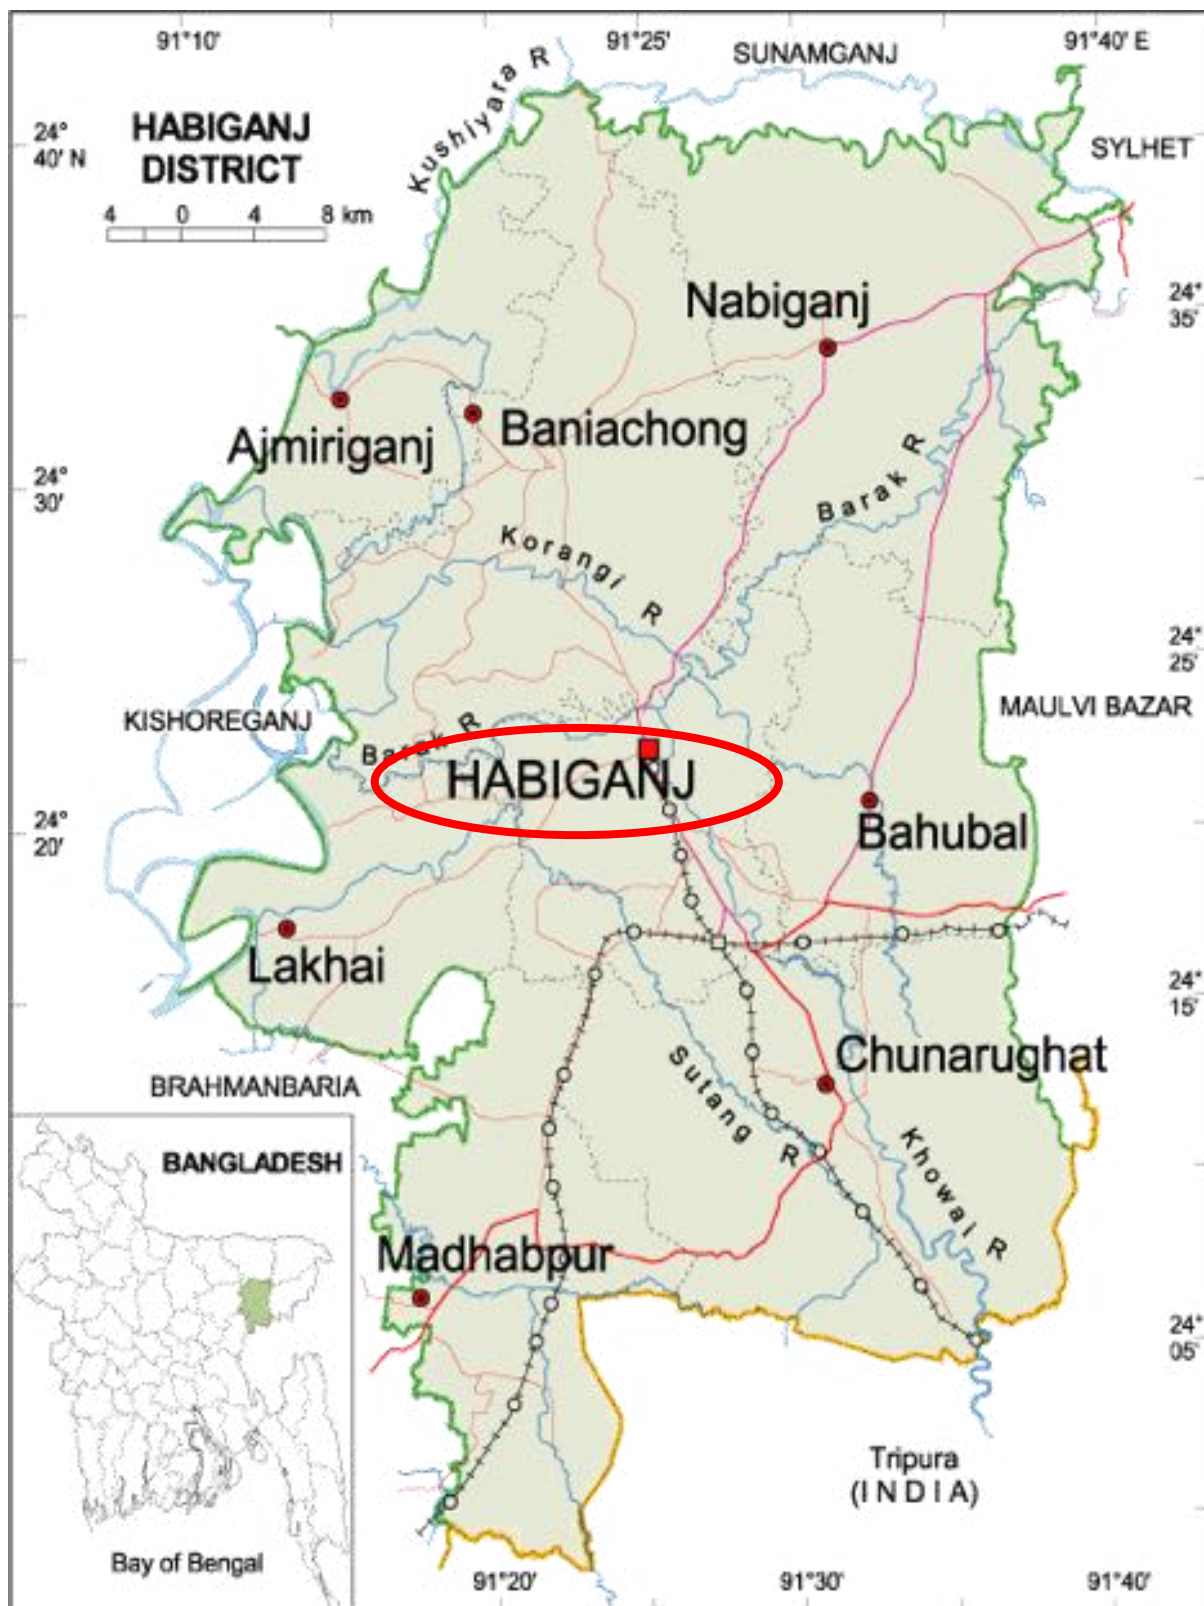 91°10'
91°25'
91°40' E
SUNAMGANJ
Kushiyata R
HABIGANJ
DISTRICT
24°
40' N
SYLHET
4 0 4 8 km
24°
35'
Nabiganj
Ajmiriganj
Baniachong
24°
30'
Barak R
Korangi R
24°
25'
KISHOREGANJ
MAULVI BAZAR
Barak R
HABIGANJ
24°
20'
Bahubal
Lakhai
24°
15'
Chunarughat
BRAHMANBARIA
Sutang R
Khowai R
BANGLADESH
Madhabpur
24°
05'
Tripura
(INDIA)
Bay of Bengal
91°20'
91°30'
91°40'